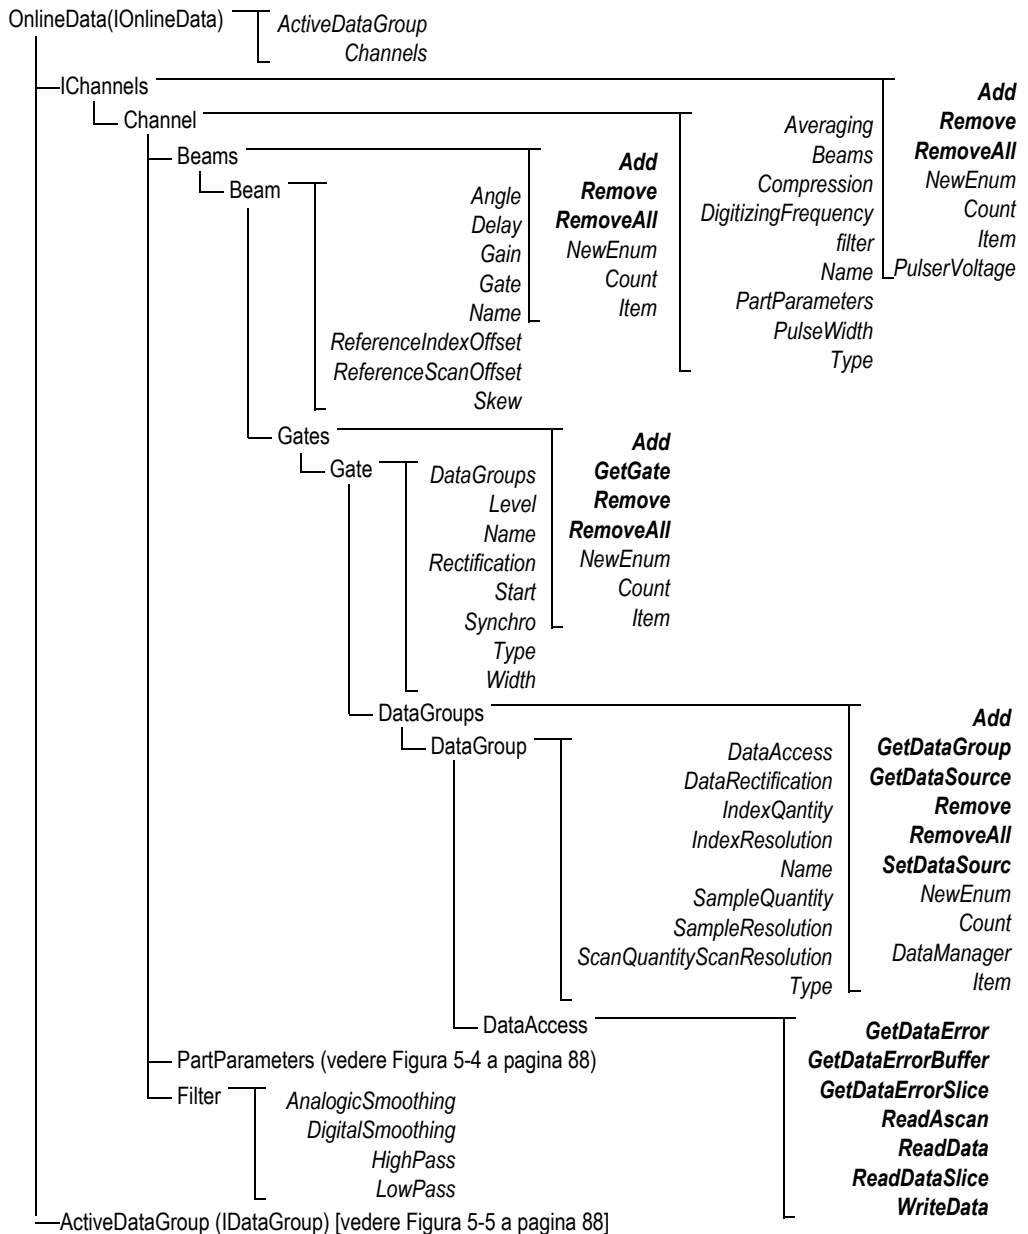 OnlineData(IOnlineData)
ActiveDataGroup
Channels
IChannels
Add
Remove
RemoveAll
NewEnum
Count
Item
PulserVoltage
Channel
Averaging
Beams
Compression
DigitizingFrequency
filter
Name
PartParameters
PulseWidth
Type
Beams
Add
Remove
RemoveAll
NewEnum
Count
Item
Beam
Angle
Delay
Gain
Gate
Name
ReferenceIndexOffset
ReferenceScanOffset
Skew
Gates
Add
GetGate
Remove
RemoveAll
NewEnum
Count
Item
Gate
DataGroups
Level
Name
Rectification
Start
Synchro
Type
Width
DataGroups
Add
GetDataGroup
GetDataSource
Remove
RemoveAll
SetDataSourc
NewEnum
Count
DataManager
Item
DataGroup
DataAccess
DataRectification
IndexQantity
IndexResolution
Name
SampleQuantity
SampleResolution
ScanQuantityScanResolution
Type
DataAccess
GetDataError
GetDataErrorBuffer
GetDataErrorSlice
ReadAscan
ReadData
ReadDataSlice
WriteData
PartParameters (vedere Figura 5-4 a pagina 88)
Filter
AnalogicSmoothing
DigitalSmoothing
HighPass
LowPass
ActiveDataGroup (IDataGroup) [vedere Figura 5-5 a pagina 88]